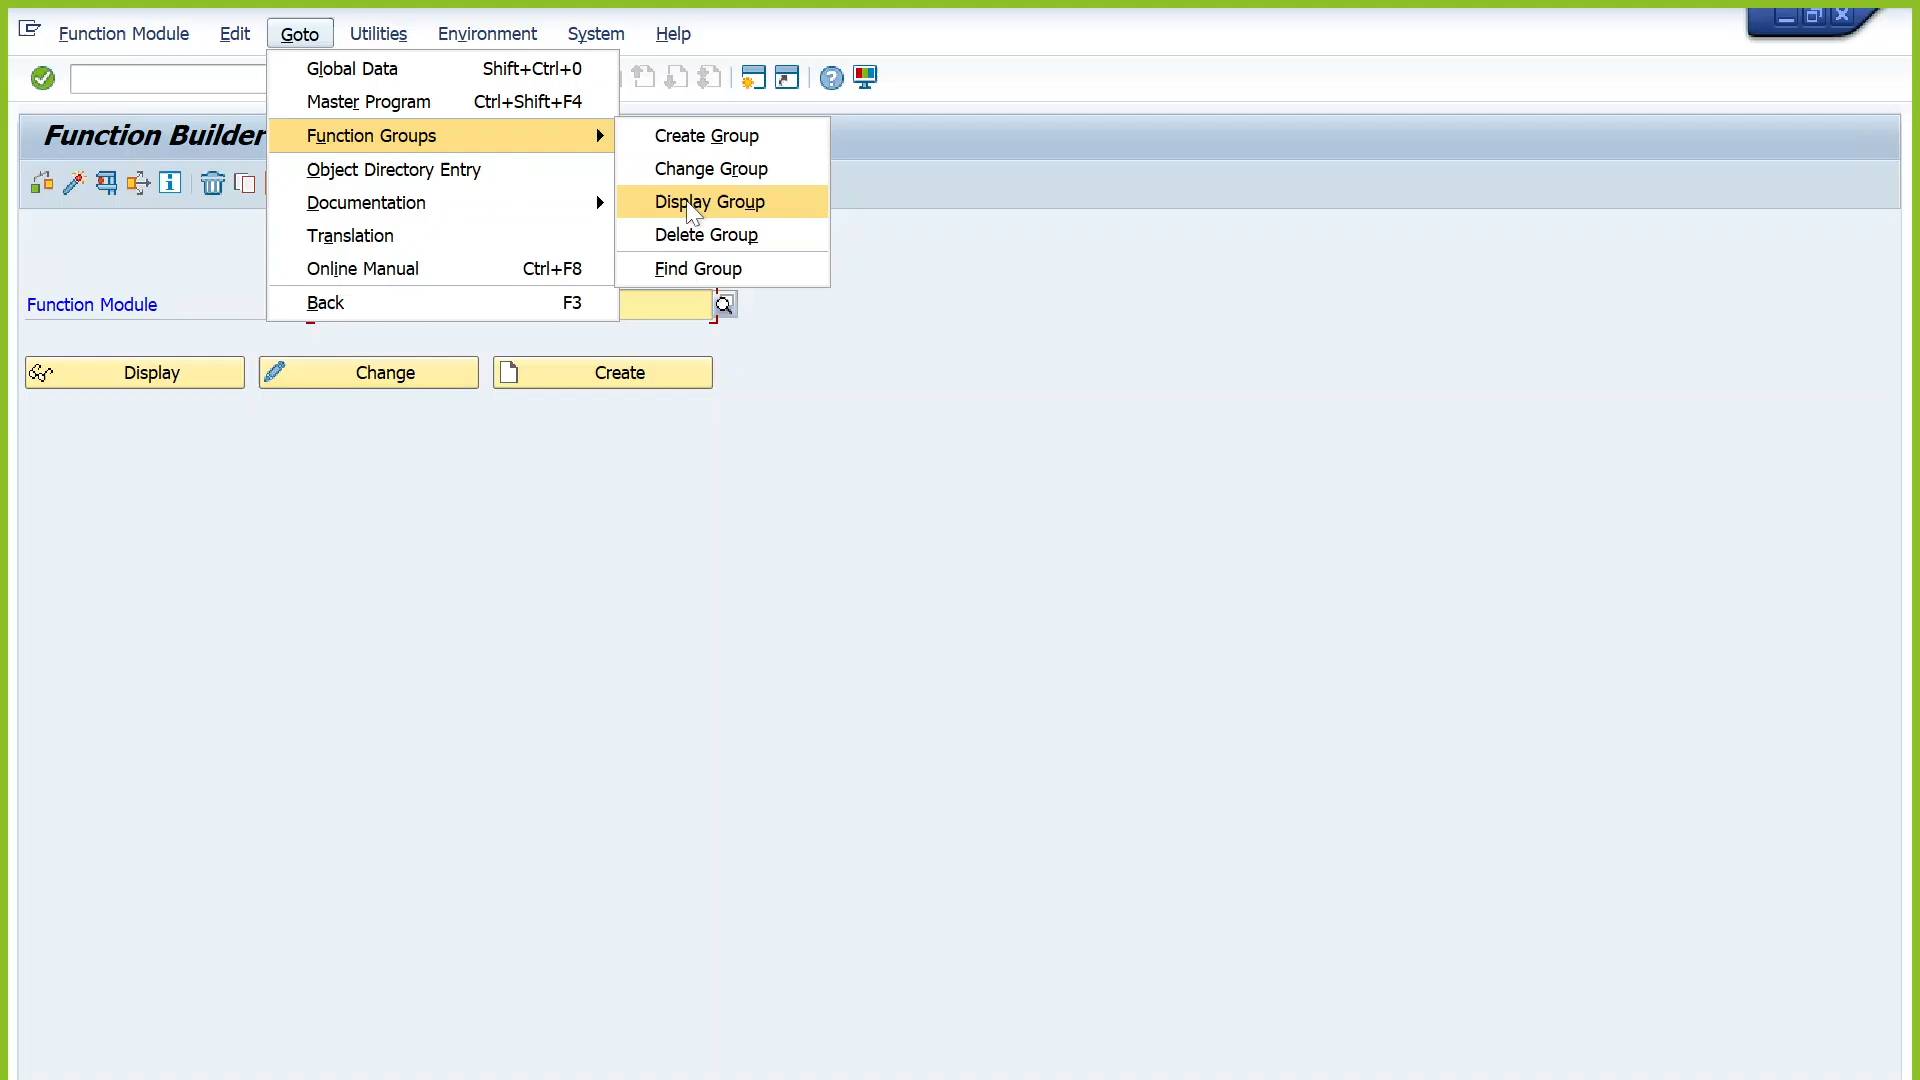 Function Module Edit Goto Utilities Environment System Help
Global Data Shift+Ctrl+0
Master Program Ctrl+Shift+F4
Function Builder
Function Groups Create Group
Object Directory Entry Change Group
Documentation Display Group
Translation Delete Group
Online Manual Ctrl+F8 Find Group
Back F3
Function Module
Display Change Create